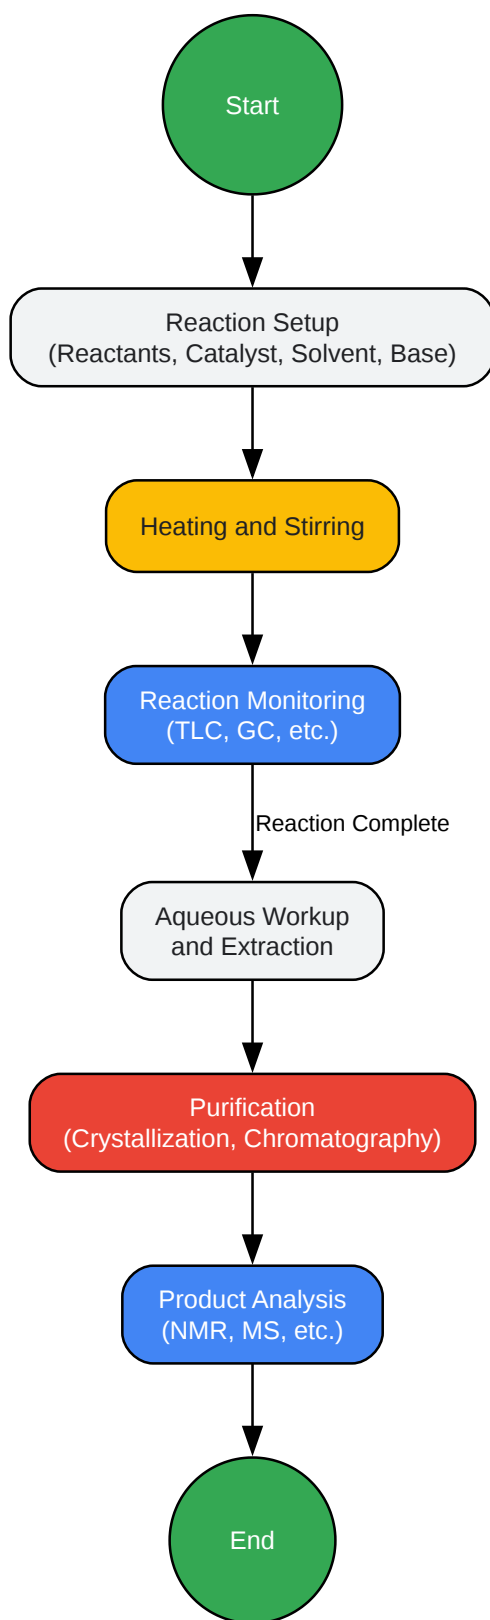 Start
Reaction Setup
(Reactants, Catalyst, Solvent, Base)
Heating and Stirring
Reaction Monitoring
(TLC, GC, etc.)
Reaction Complete
Aqueous Workup
and Extraction
Purification
(Crystallization, Chromatography)
Product Analysis
(NMR, MS, etc.)
End